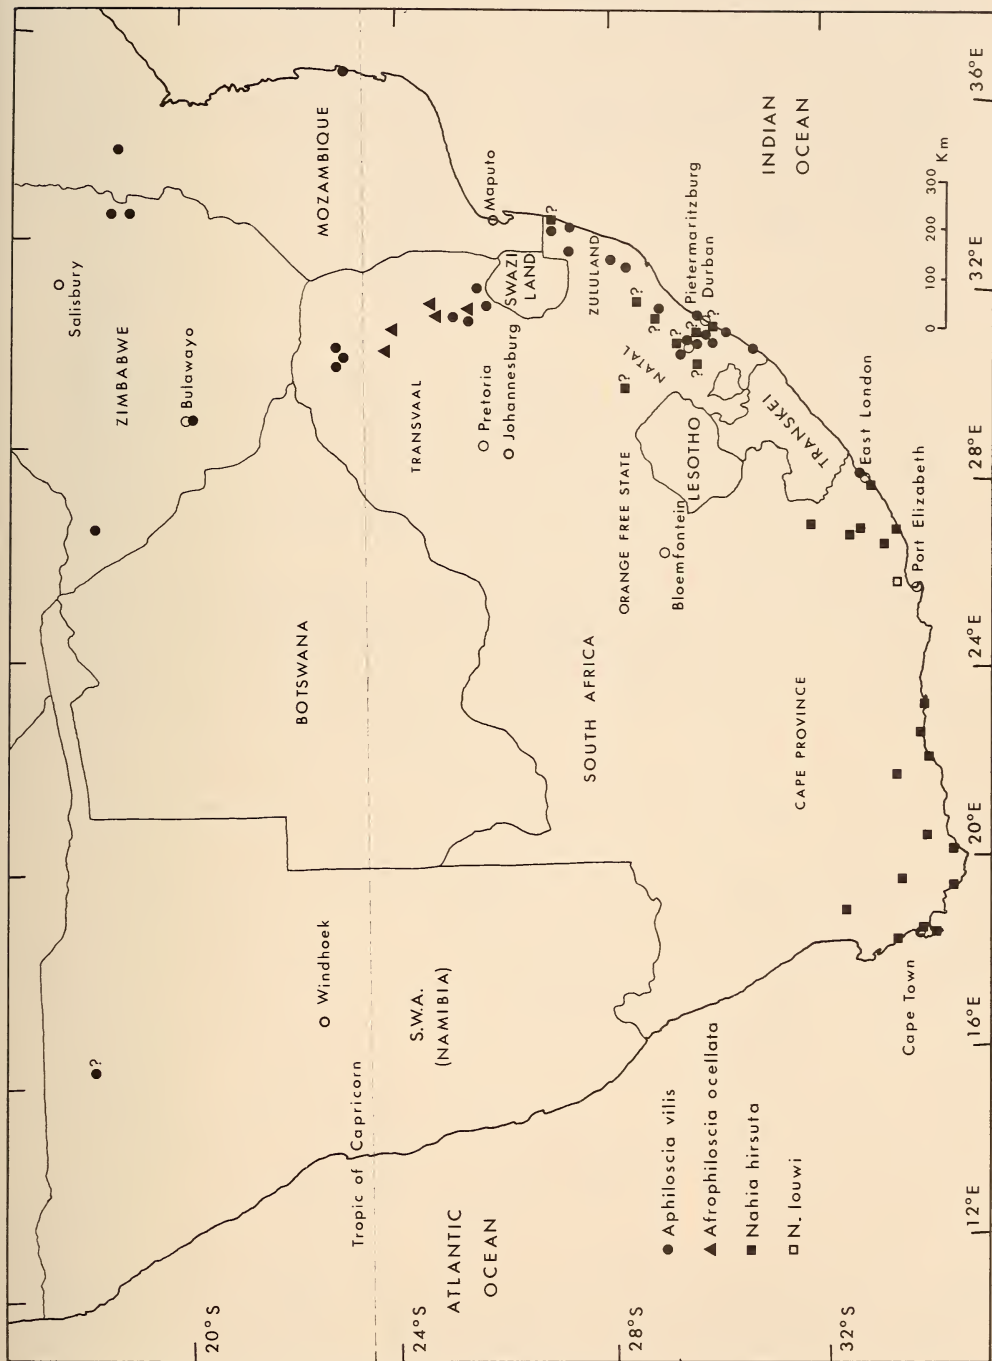 20°S
24°S
28°S
32°S
12°E
16°E
20°E
24°E
28°E
32°E
36°E
ATLANTIC
OCEAN
INDIAN
OCEAN
Tropic of Capricorn
S.W.A.
(NAMIBIA)
Windhoek
?
BOTSWANA
ZIMBABWE
Salisbury
Bulawayo
MOZAMBIQUE
Maputo
TRANSVAAL
Pretoria
Johannesburg
SWAZI
LAND
ZULULAND
?
?
?
?
?
?
?
?
NATAL
Pietermaritzburg
Durban
ORANGE FREE STATE
Bloemfontein
LESOTHO
TRANSKEI
East London
Port Elizabeth
SOUTH AFRICA
CAPE PROVINCE
Cape Town
0 100 200 300 Km
Aphiloscia vilis
Afrophiloscia ocellata
Nahia hirsuta
N. louwi